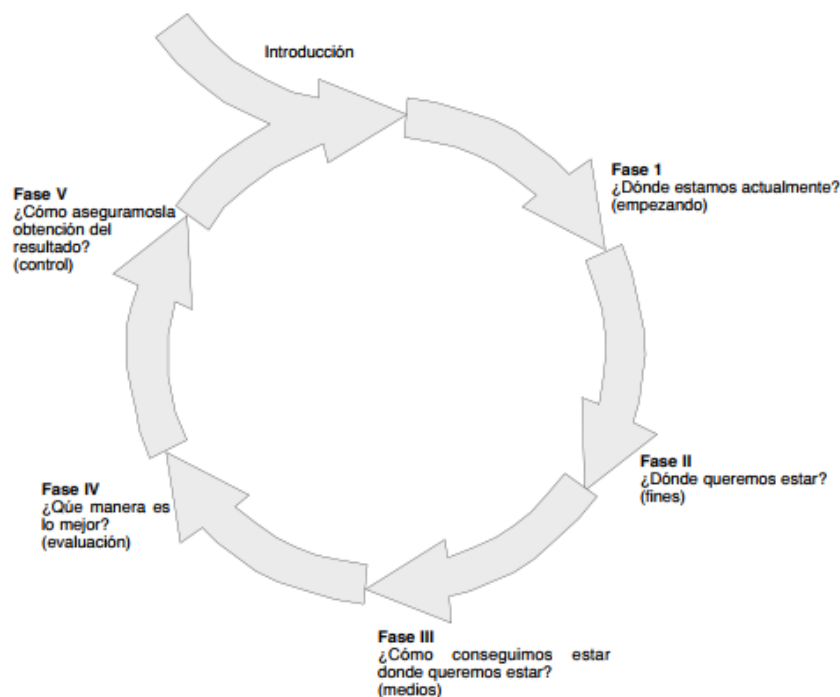 Introducción
Fase 1
¿Dónde estamos actualmente?
(empezando)
Fase II
¿Dónde queremos estar?
(fines)
Fase III
¿Cómo conseguimos estar
donde queremos estar?
(medios)
Fase IV
¿Qúe manera es
lo mejor?
(evaluación)
Fase V
¿Cómo aseguramosla
obtención del
resultado?
(control)